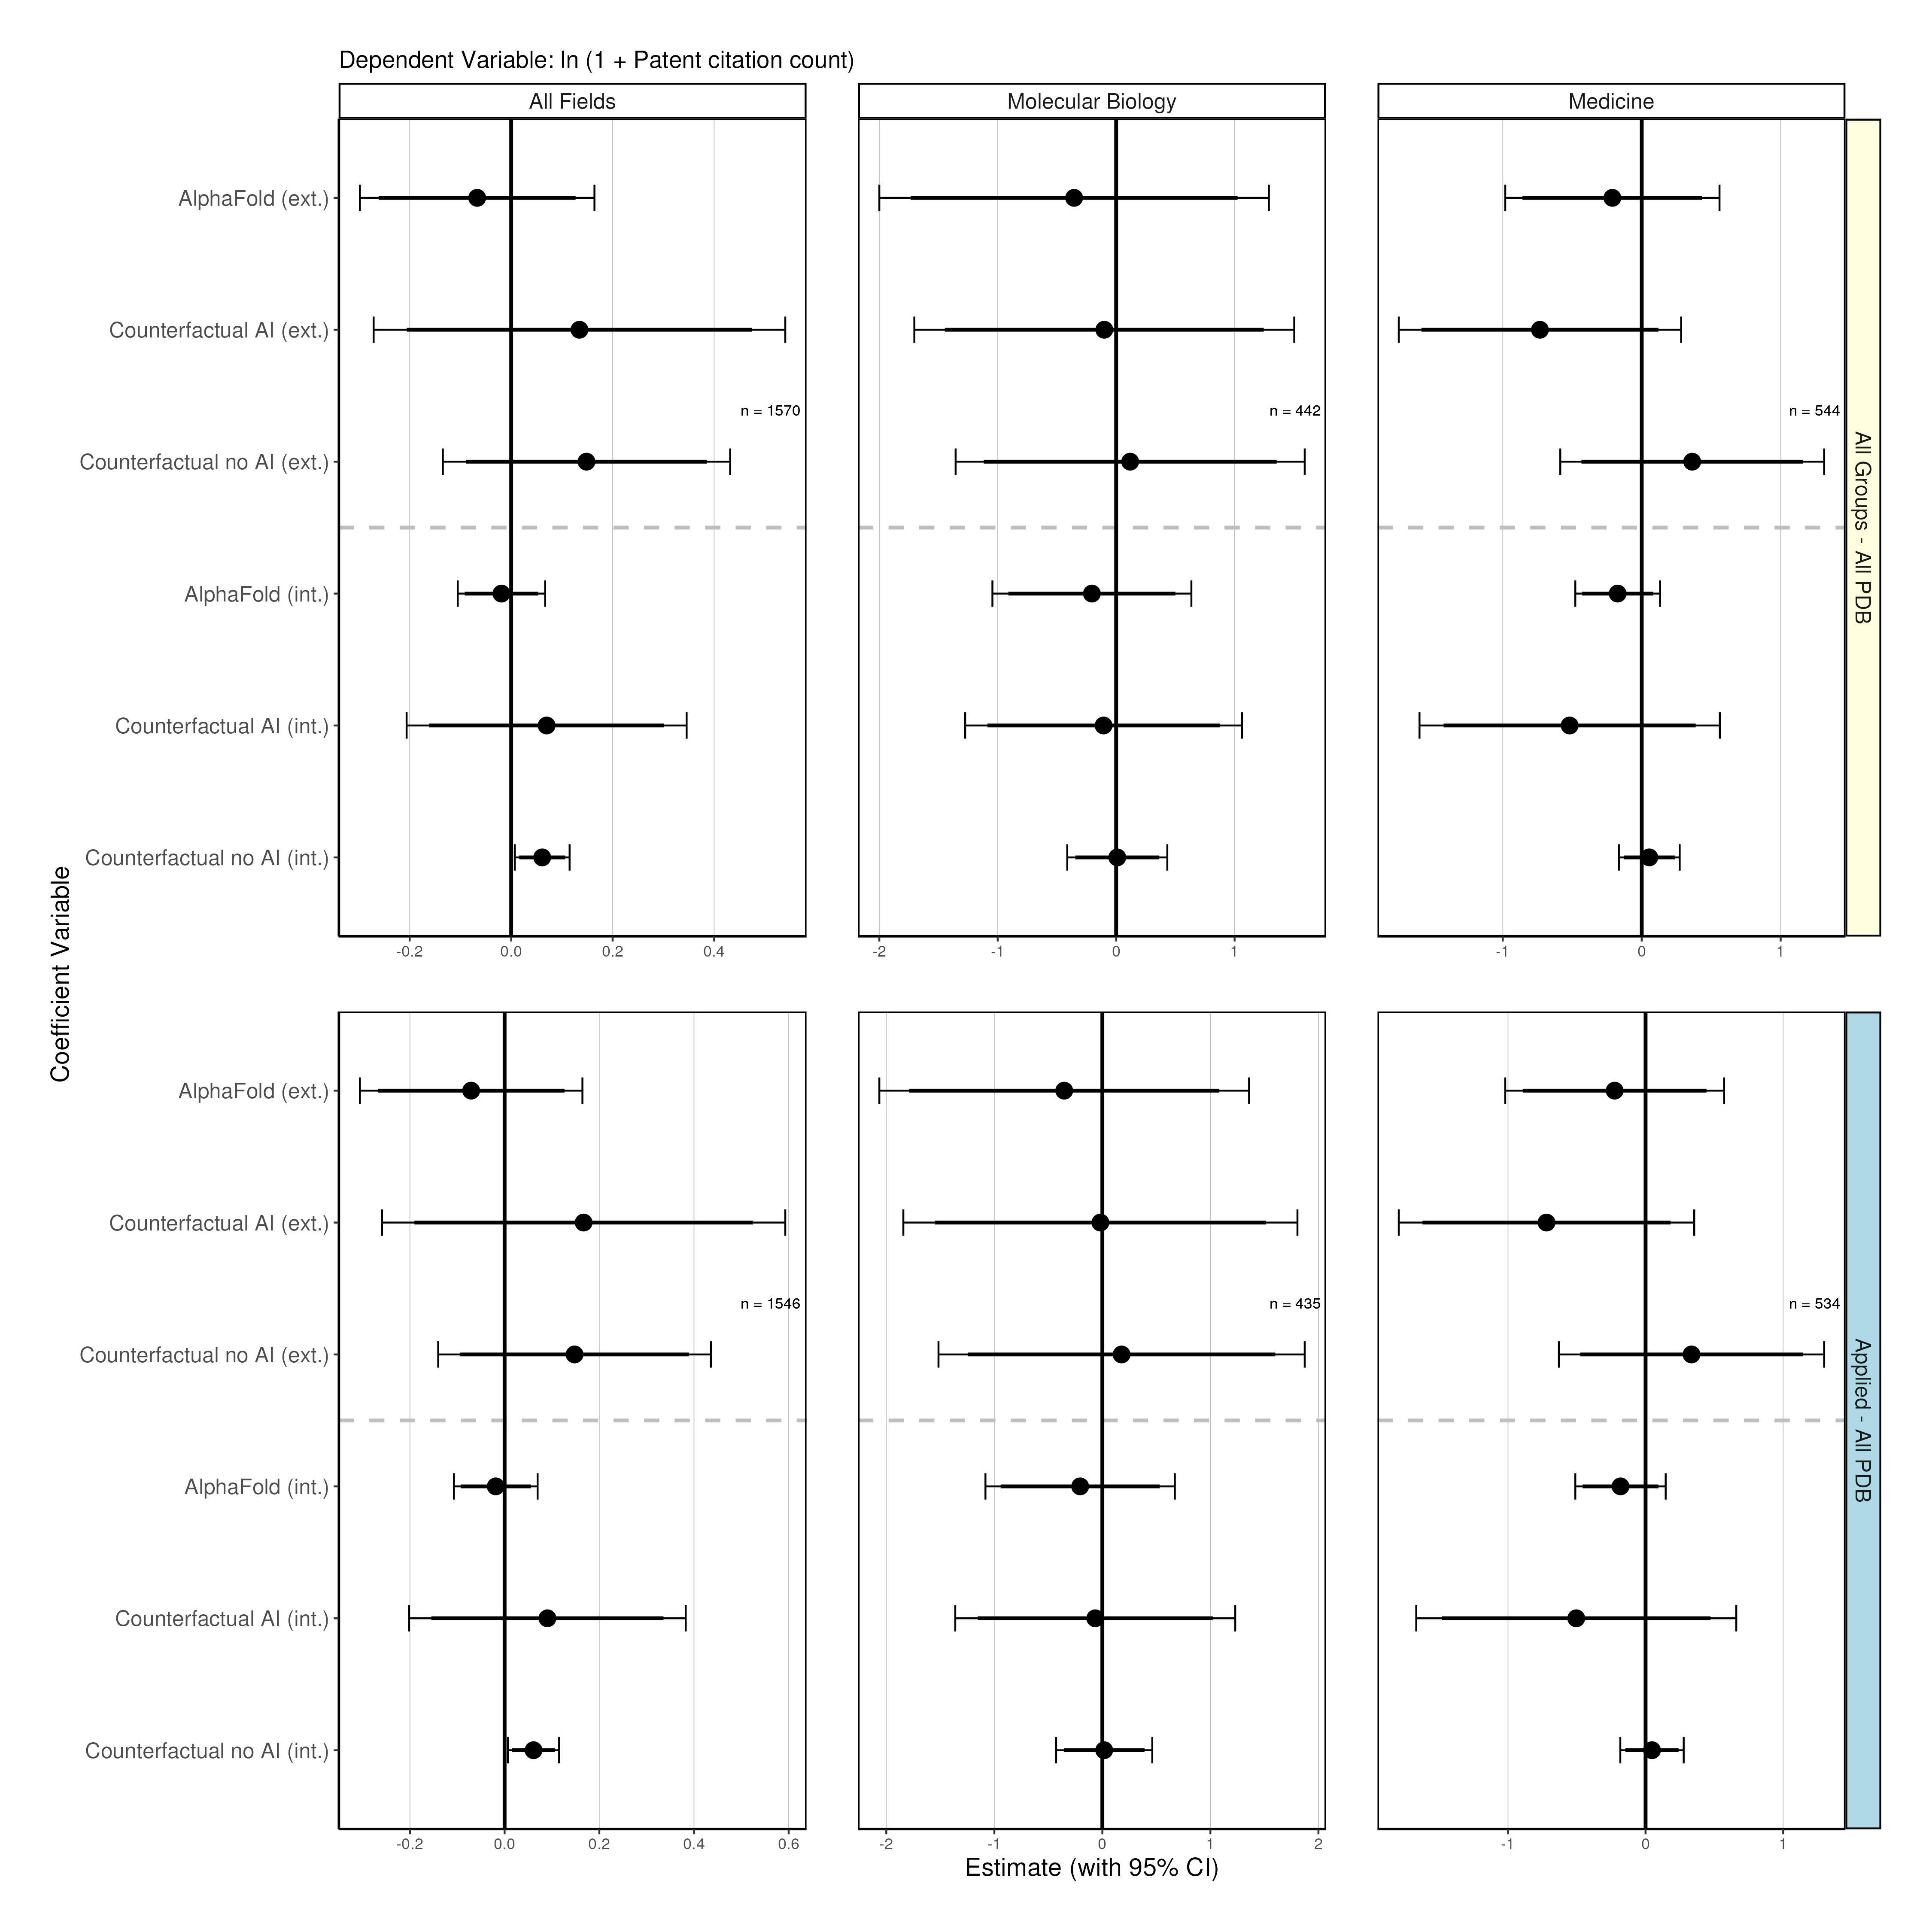 Dependent Variable: ln (1 + Patent citation count)
All Fields
Molecular Biology
Medicine
AlphaFold (ext.)
Counterfactual AI (ext.)
Counterfactual no AI (ext.)
AlphaFold (int.)
Counterfactual AI (int.)
Counterfactual no AI (int.)
n = 1570
n = 442
n = 544
All Groups - All PDB
-0.2 0.0 0.2 0.4
-2 -1 0 1
-1 0 1
Coefficient Variable
AlphaFold (ext.)
Counterfactual AI (ext.)
Counterfactual no AI (ext.)
AlphaFold (int.)
Counterfactual AI (int.)
Counterfactual no AI (int.)
n = 1546
n = 435
n = 534
Applied - All PDB
-0.2 0.0 0.2 0.4 0.6
-2 -1 0 1 2
-1 0 1
Estimate (with 95% CI)